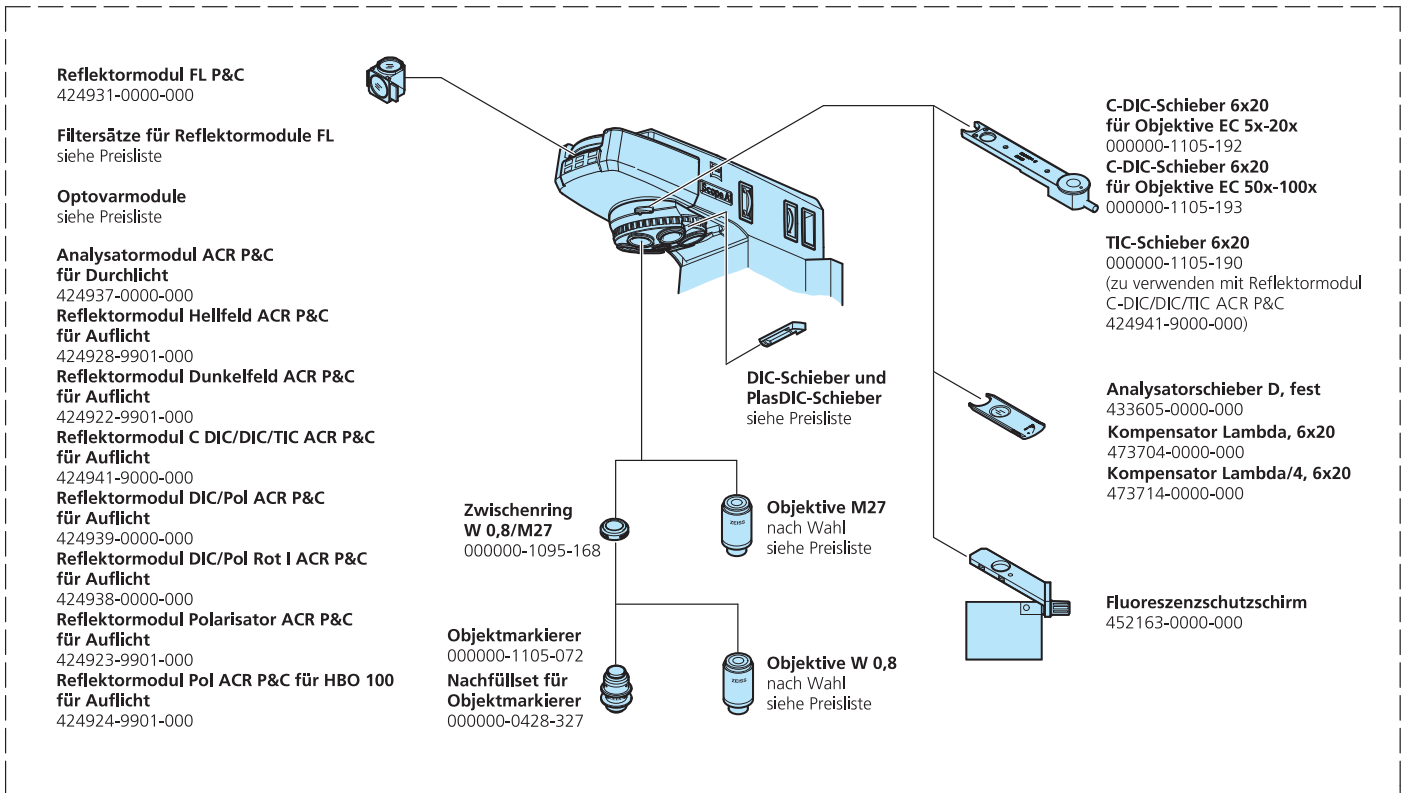 Reflektormodul FL P&C
424931-0000-000
Filtersätze für Reflektormodule FL
siehe Preisliste
Optovarmodule
siehe Preisliste
Analysatormodul ACR P&C
für Durchlicht
424937-0000-000
Reflektormodul Hellfeld ACR P&C
für Auflicht
424928-9901-000
Reflektormodul Dunkelfeld ACR P&C
für Auflicht
424922-9901-000
Reflektormodul C DIC/DIC/TIC ACR P&C
für Auflicht
424941-9000-000
Reflektormodul DIC/Pol ACR P&C
für Auflicht
424939-0000-000
Reflektormodul DIC/Pol Rot I ACR P&C
für Auflicht
424938-0000-000
Reflektormodul Polarisator ACR P&C
für Auflicht
424923-9901-000
Reflektormodul Pol ACR P&C für HBO 100
für Auflicht
424924-9901-000
Scope.A
DIC-Schieber und
PlasDIC-Schieber
siehe Preisliste
Zwischenring
W 0,8/M27
000000-1095-168
ZEISS
Objektive M27
nach Wahl
siehe Preisliste
Objektmarkierer
000000-1105-072
Nachfüllset für
Objektmarkierer
000000-0428-327
ZEISS
Objektive W 0,8
nach Wahl
siehe Preisliste
C-DIC-Schieber 6x20
für Objektive EC 5x-20x
000000-1105-192
C-DIC-Schieber 6x20
für Objektive EC 50x-100x
000000-1105-193
TIC-Schieber 6x20
000000-1105-190
(zu verwenden mit Reflektormodul
C-DIC/DIC/TIC ACR P&C
424941-9000-000)
Analysatorschieber D, fest
433605-0000-000
Kompensator Lambda, 6x20
473704-0000-000
Kompensator Lambda/4, 6x20
473714-0000-000
Fluoreszenzschutzschirm
452163-0000-000